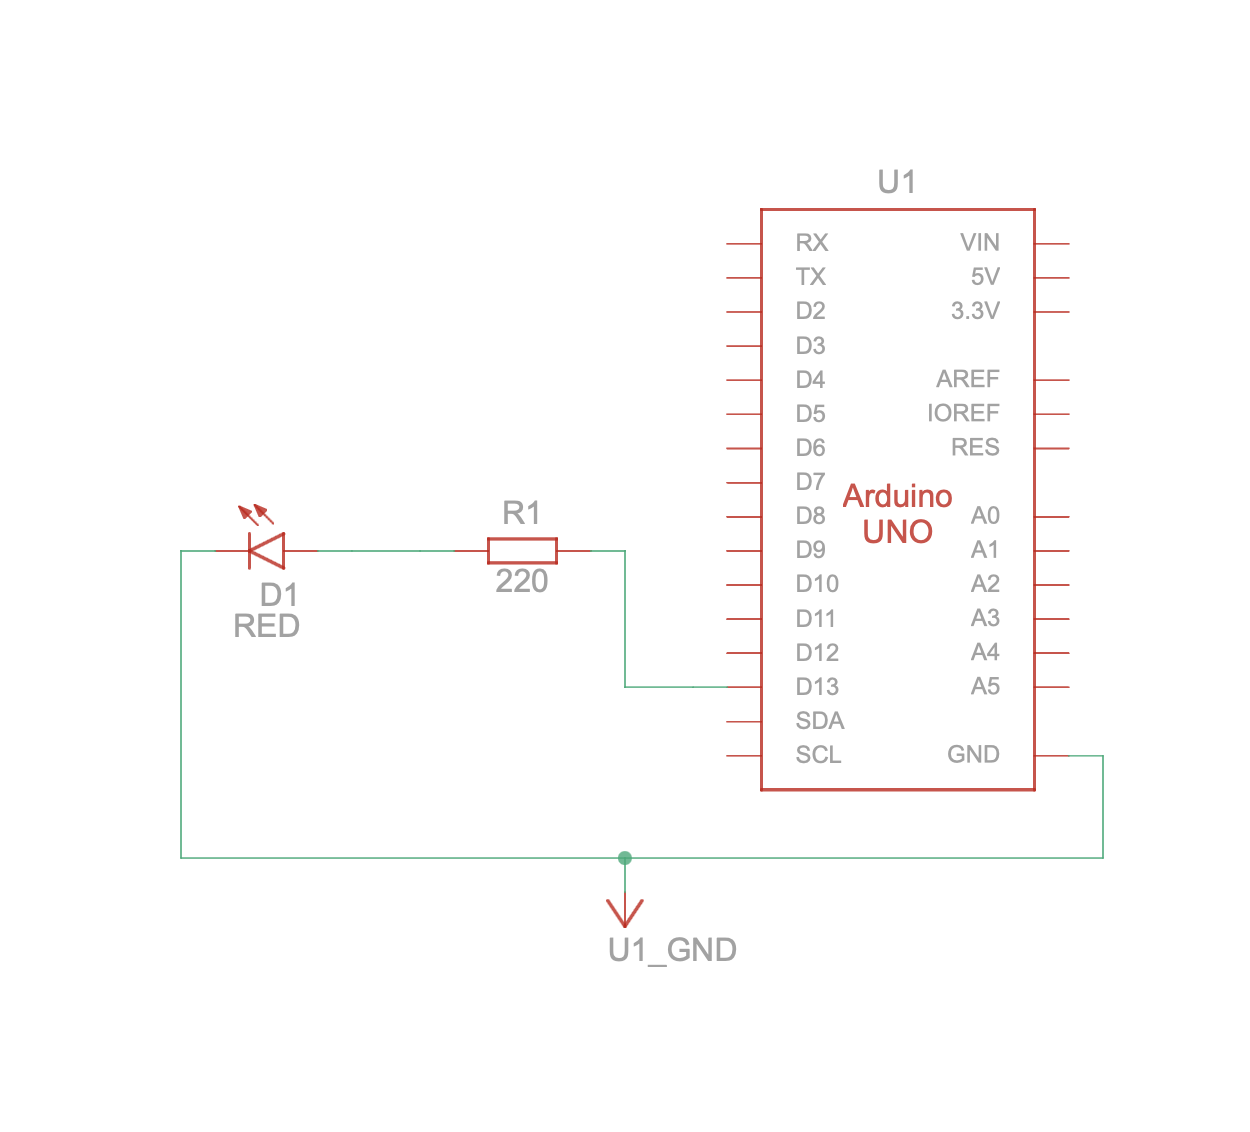 U1
RX
VIN
TX
5V
D2
3.3V
D3
D4
AREF
D5
IOREF
D6
RES
D7
Arduino
UNO
D8
A0
D9
A1
D10
A2
D11
A3
D12
A4
D13
A5
SDA
SCL
GND
R1
220
D1
RED
U1_GND